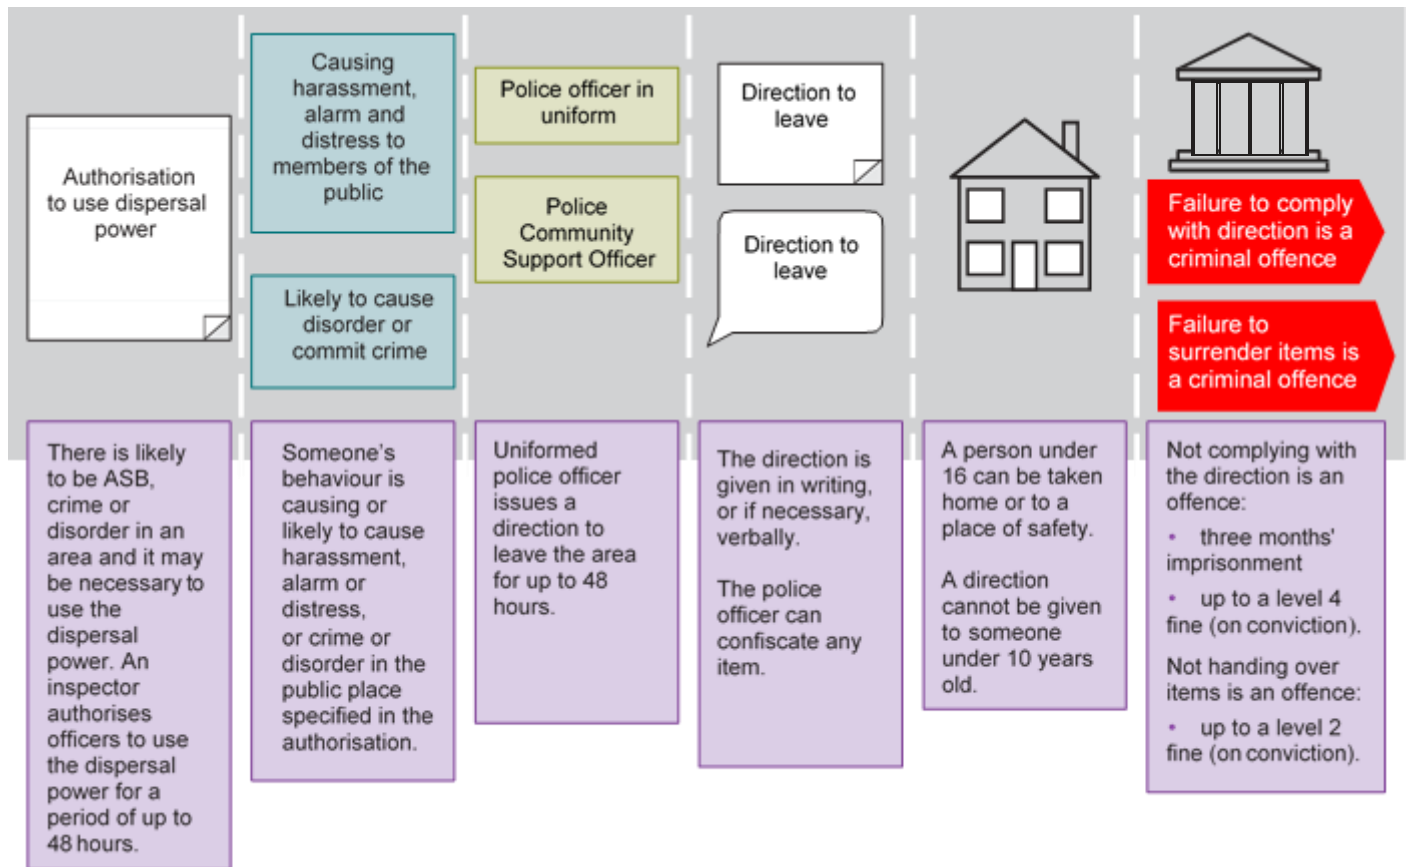 Authorisation
to use dispersal
power
Causing
harassment,
alarm and
distress to
members of the
public
Likely to cause
disorder or
commit crime
Police officer in
uniform
Police
Community
Support Officer
Direction to
leave
Direction to
leave
Failure to comply
with direction is a
criminal offence
Failure to
surrender items is
a criminal offence
There is likely
to be ASB,
crime or
disorder in an
area and it may
be necessary to
use the
dispersal
power. An
inspector
authorises
officers to use
the dispersal
power for a
period of up to
48 hours.
Someone's
behaviour is
causing or
likely to cause
harassment,
alarm or
distress,
or crime or
disorder in the
public place
specified in the
authorisation.
Uniformed
police officer
issues a
direction to
leave the area
for up to 48
hours.
The direction is
given in writing,
or if necessary,
verbally.
The police
officer can
confiscate any
item.
A person under
16 can be taken
home or to a
place of safety.
A direction
cannot be given
to someone
under 10 years
old.
Not complying with
the direction is an
offence:
• three months'
imprisonment
• up to a level 4
fine (on conviction).
Not handing over
items is an offence:
• up to a level 2
fine (on conviction).